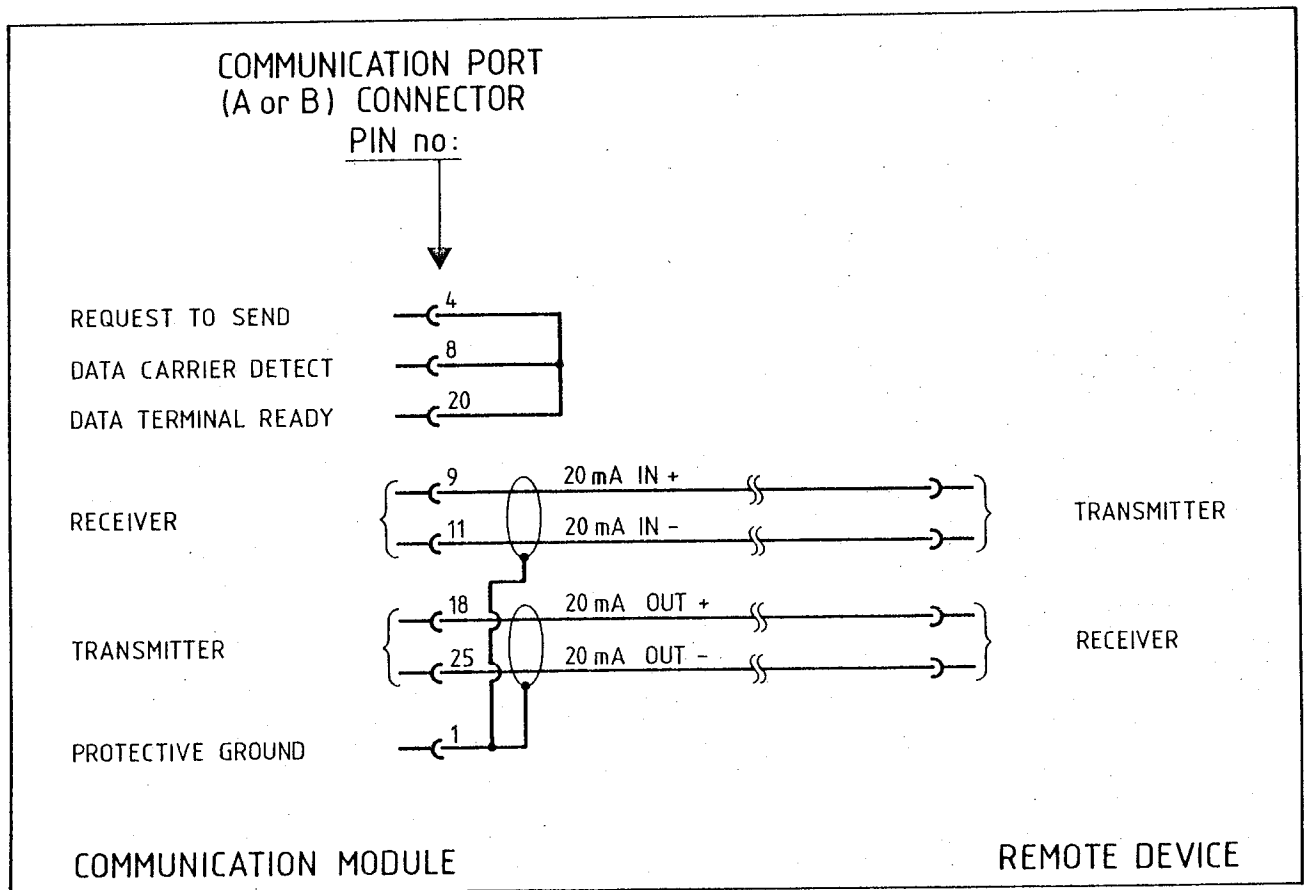 COMMUNICATION PORT
(A or B) CONNECTOR
PIN no:
REQUEST TO SEND 4
DATA CARRIER DETECT 8
DATA TERMINAL READY 20
9 20 mA IN +
RECEIVER TRANSMITTER
11 20 mA IN -
18 20 mA OUT +
TRANSMITTER RECEIVER
25 20 mA OUT -
PROTECTIVE GROUND 1
COMMUNICATION MODULE REMOTE DEVICE